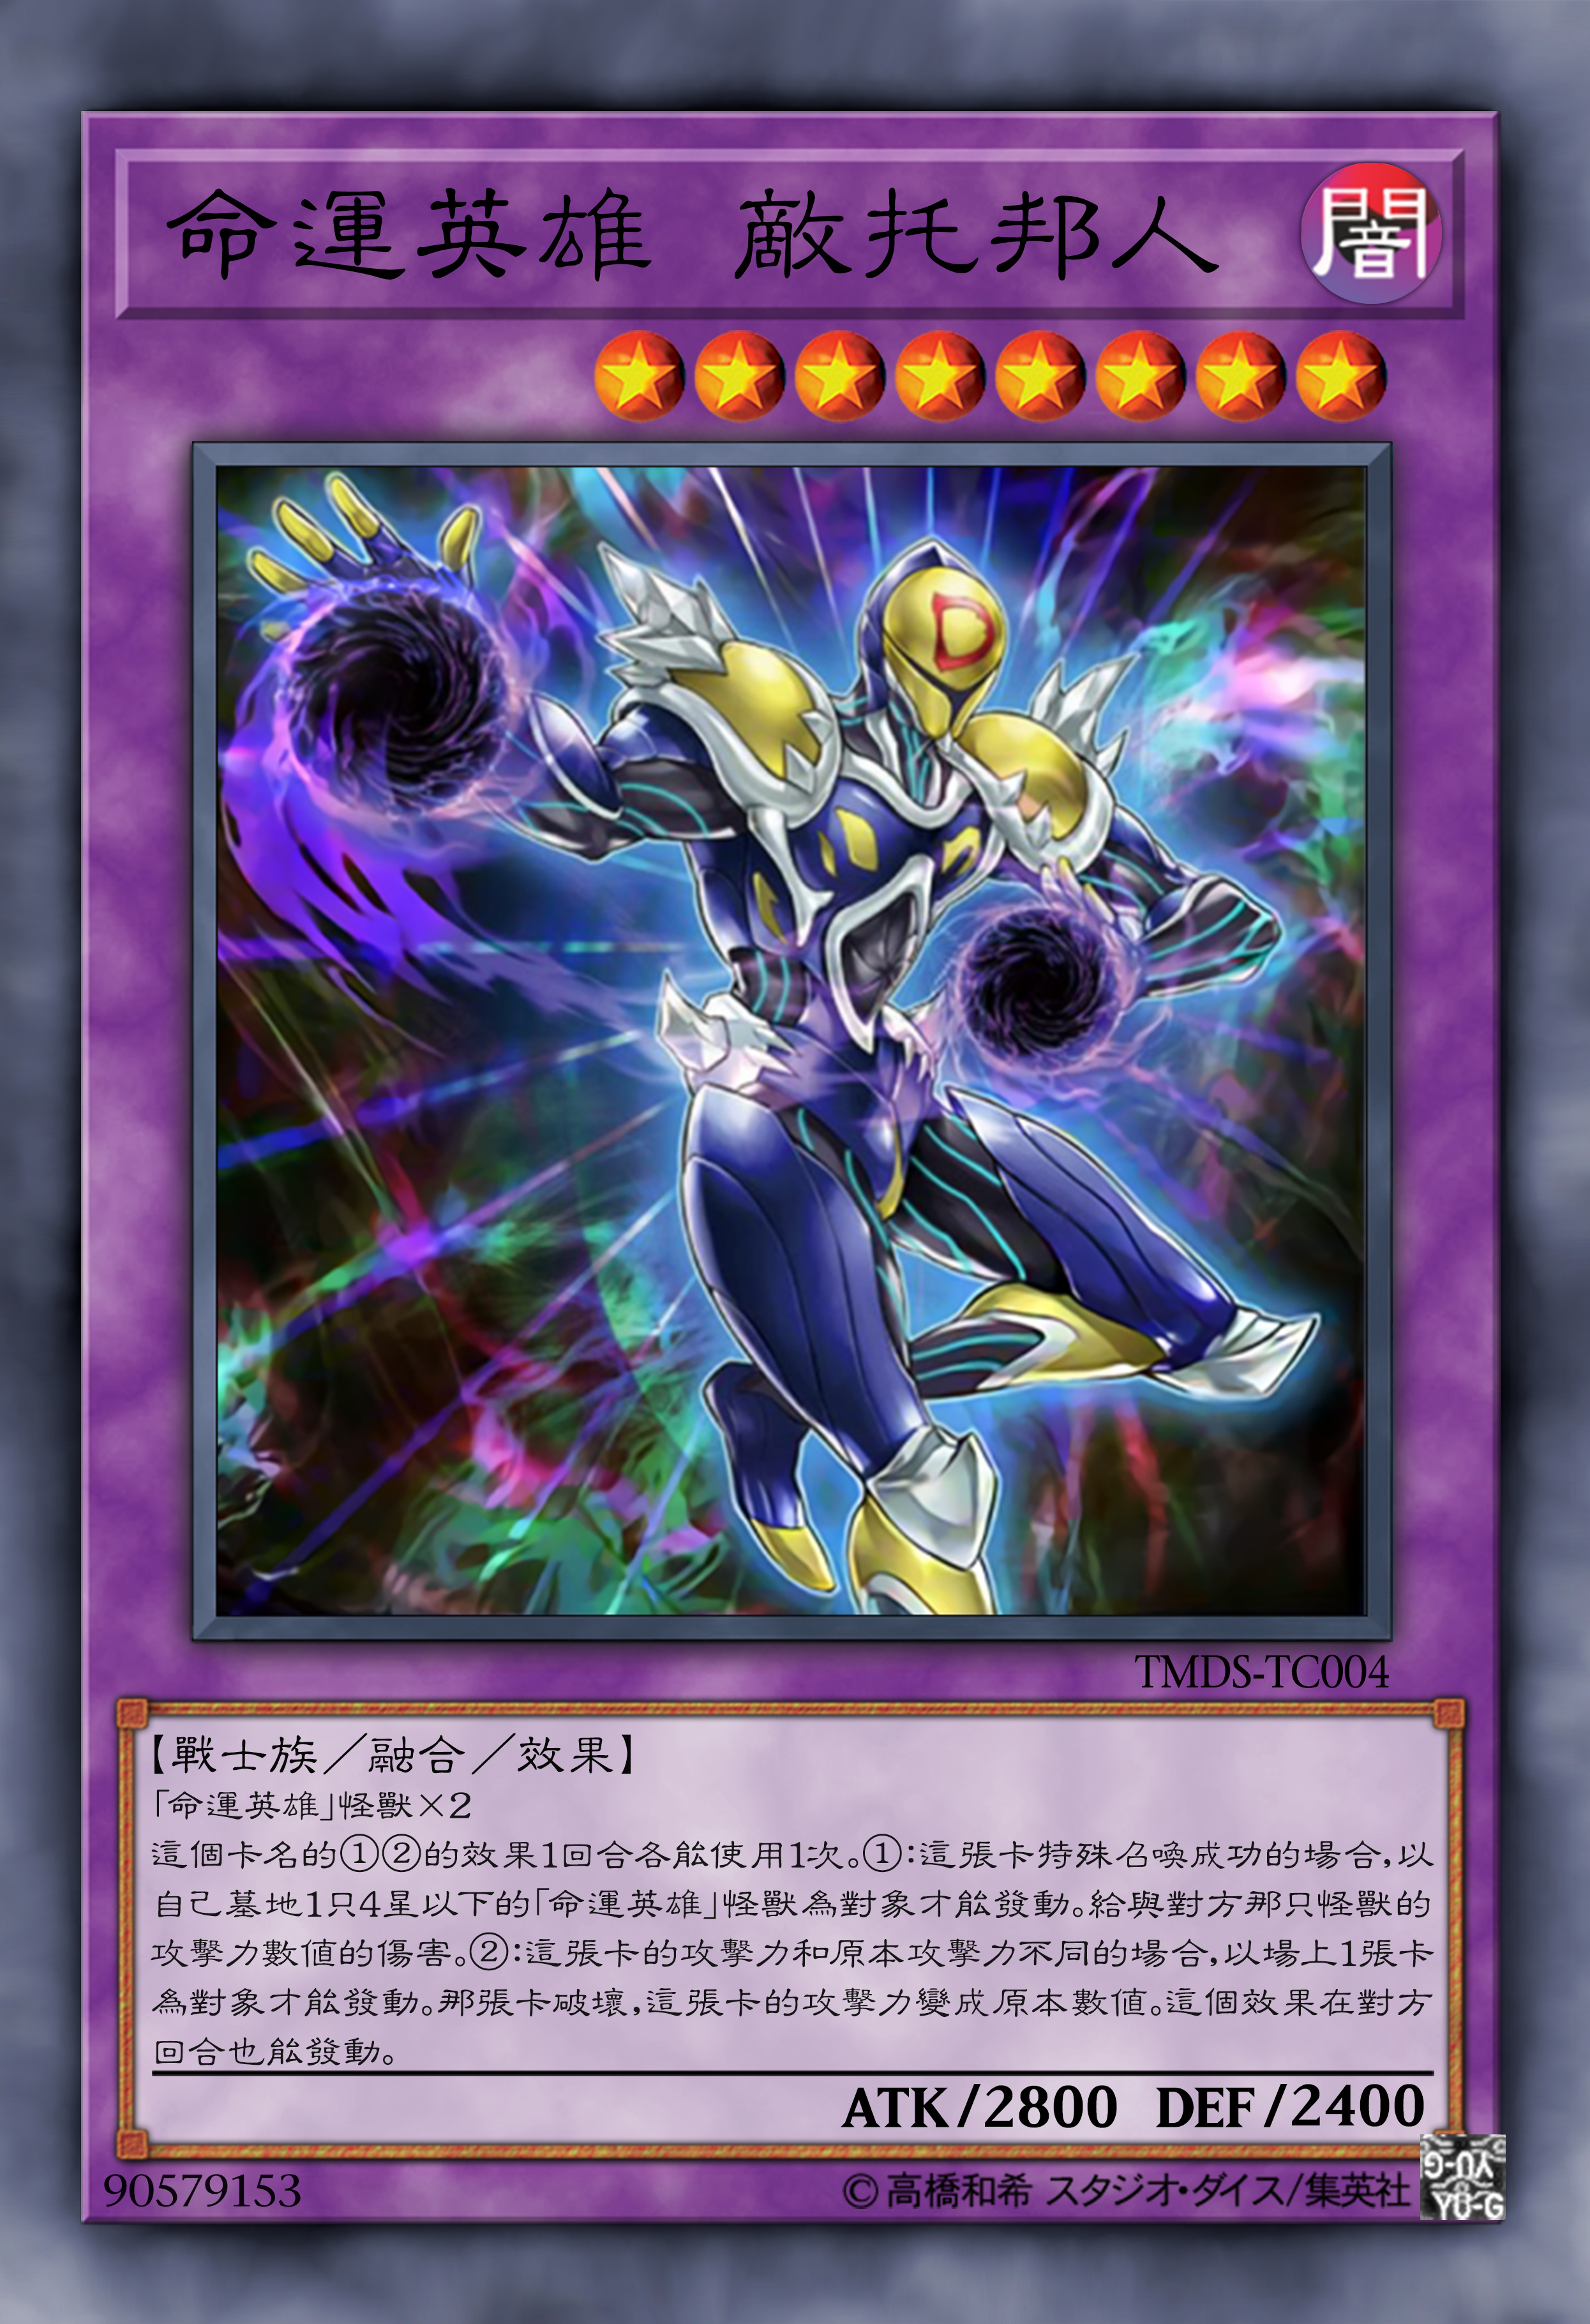 命運英雄 敵托邦人
闇
D
TMDS-TC004
【戰士族／融合／效果】
「命運英雄」怪獸×2
這個卡名的①②的效果1回合各能使用1次。①：這張卡特殊召喚成功的場合，以
自己墓地1只4星以下的「命運英雄」怪獸為對象才能發動。給與對方那只怪獸的
攻擊力數值的傷害。②：這張卡的攻擊力和原本攻擊力不同的場合，以場上1張卡
為對象才能發動。那張卡破壞，這張卡的攻擊力變成原本數值。這個效果在對方
回合也能發動。
ATK/2800 DEF/2400
90579153
©高橋和希 スタジオ・ダイス/集英社
YU-G
YU-G